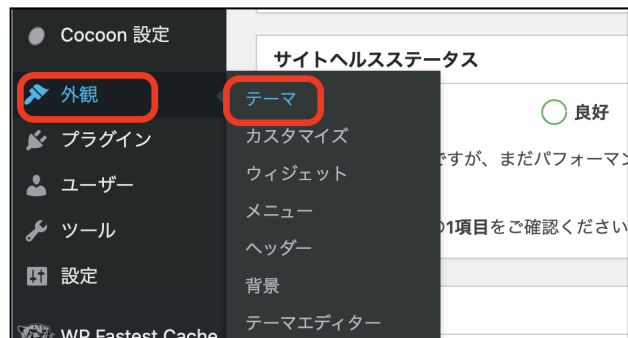 Cocoon 設定
外観
プラグイン
ユーザー
ツール
設定
WP Fastest Cache
テーマ
カスタマイズ
ウィジェット
メニュー
ヘッダー
背景
テーマエディター
サイトヘルスステータス
良好
ですが、まだパフォーマン
の1項目をご確認ください